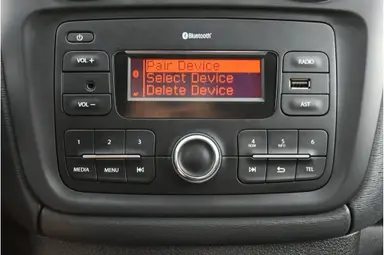 Bluetooth
VOL +
Pair Device
Select Device
Delete Device
RADIO
VOL –
AST
1 2 3
4 5 6
MEDIA MENU
TEL